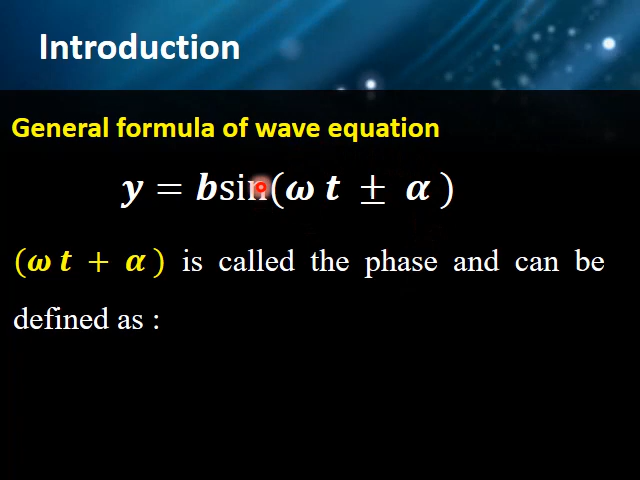 Introduction
General formula of wave equation
y = bsin(ω t ± α )
(ω t + α ) is called the phase and can be
defined as :